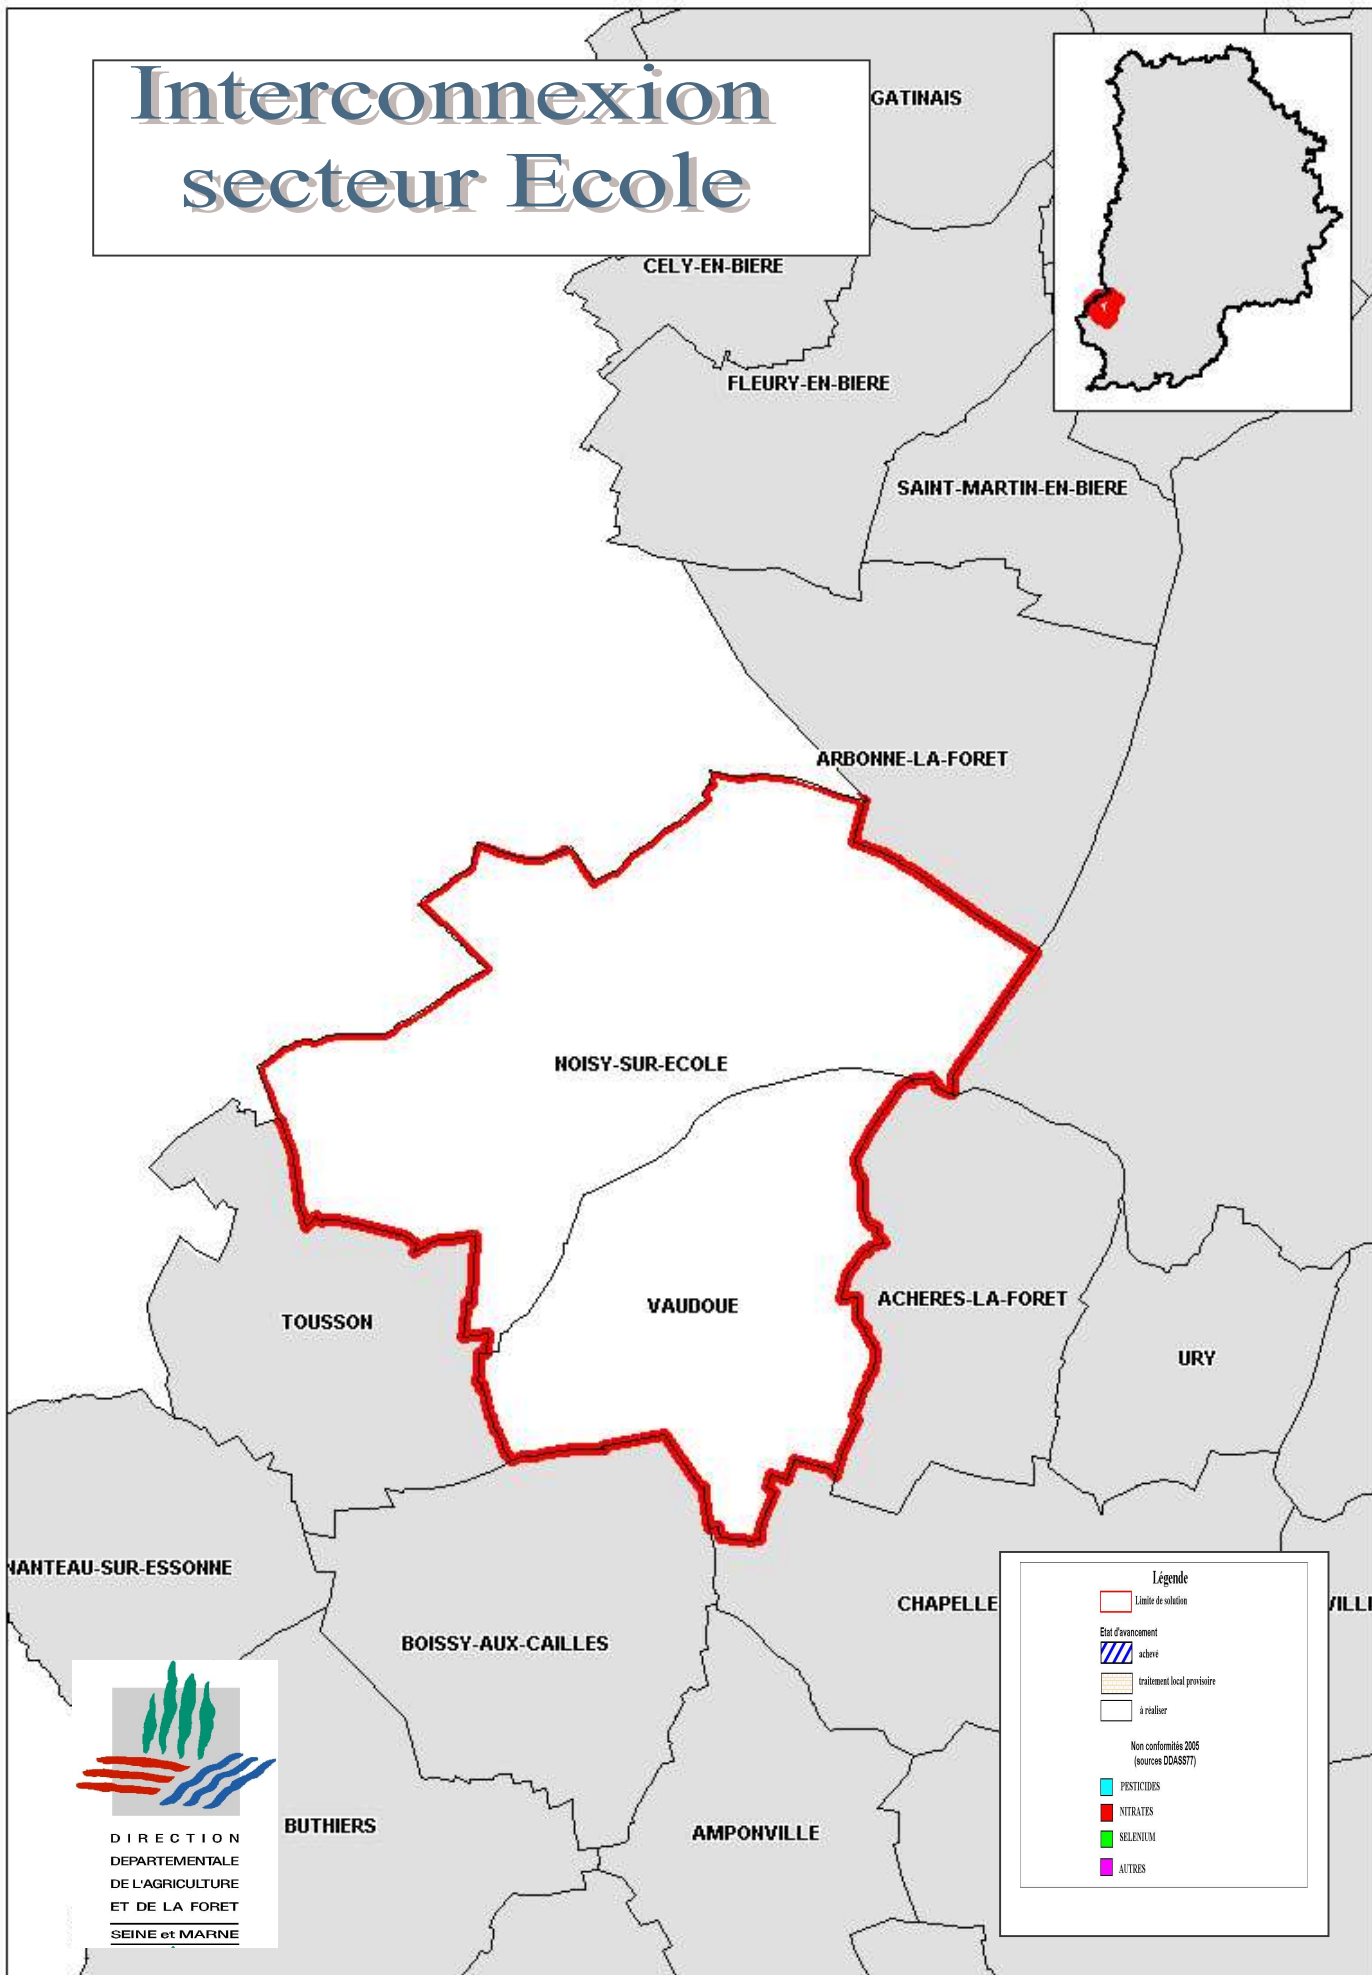 Interconnexion
secteur Ecole
GATINAIS
CELY-EN-BIERE
FLEURY-EN-BIERE
SAINT-MARTIN-EN-BIERE
ARBONNE-LA-FORET
NOISY-SUR-ECOLE
VAUDOUE
ACHERES-LA-FORET
TOUSSON
URY
NANTEAU-SUR-ESSONNE
CHAPELLE
VILLI
BOISSY-AUX-CAILLES
BUTHIERS
AMPONVILLE
Légende
Limite de solution
Etat d'avancement
achevé
traitement local provisoire
à réaliser
Non conformités 2005
(sources DDASS77)
PESTICIDES
NITRATES
SELENIUM
AUTRES
DIRECTION
DEPARTEMENTALE
DE L'AGRICULTURE
ET DE LA FORET
SEINE et MARNE